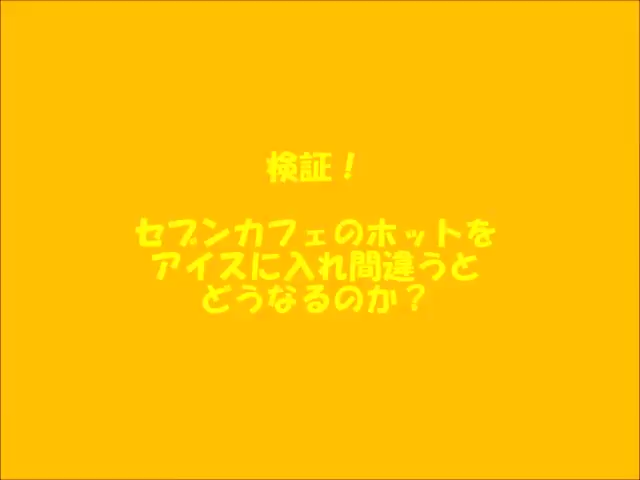 検証！
セブンカフェのホットを
アイスに入れ間違うと
どうなるのか？